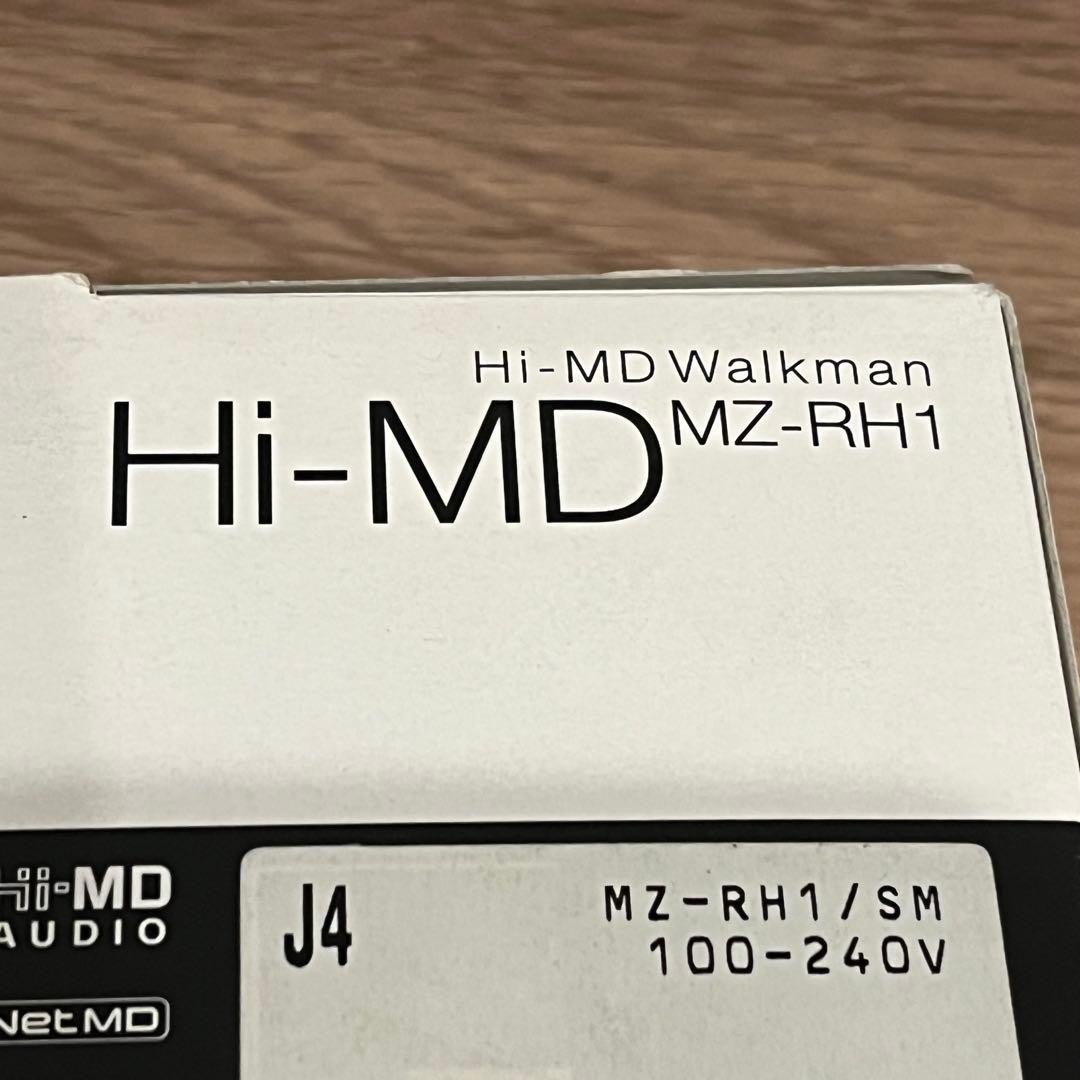 Hi-MD Walkman
Hi-MD MZ-RH1
Hi-MD
AUDIO
J4
MZ-RH1/SM
100-240V
NetMD